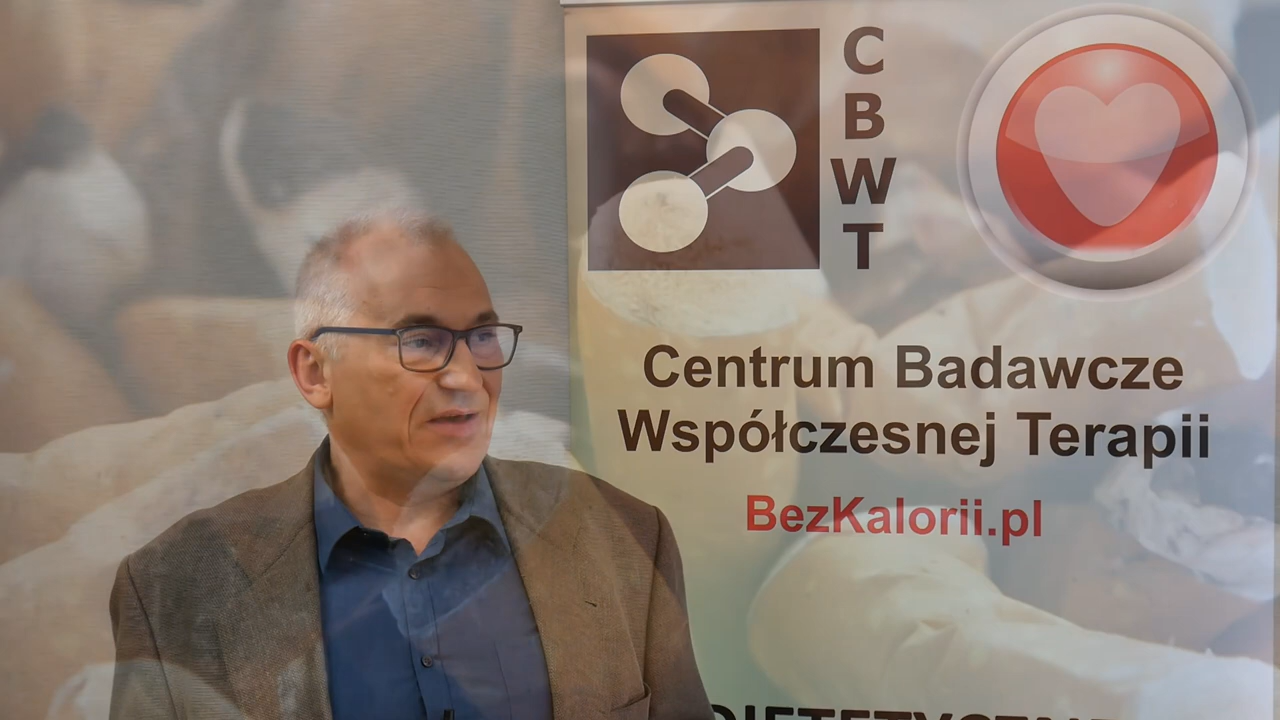 C
B
W
T
Centrum Badawcze
Współczesnej Terapii
BezKalorii.pl